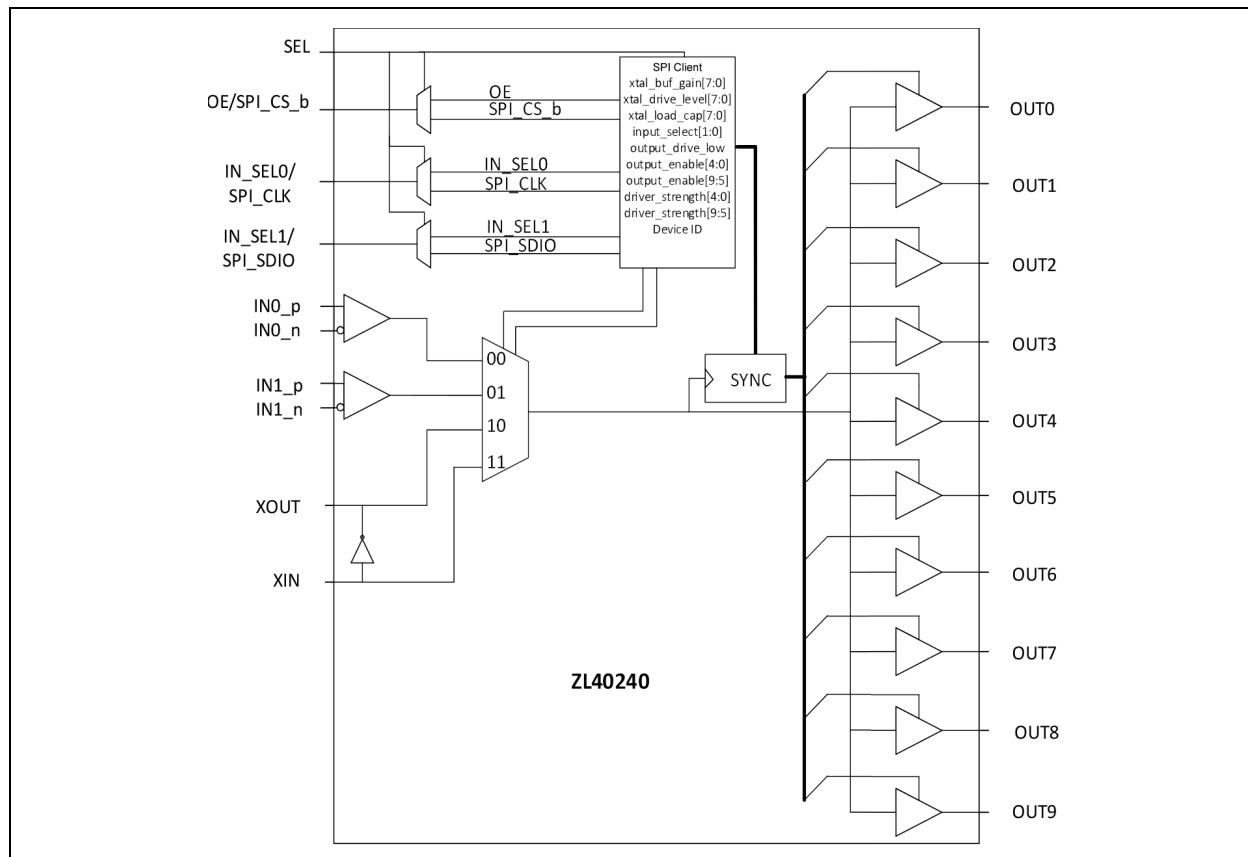 SEL
OE/SPI_CS_b
IN_SEL0/
SPI_CLK
IN_SEL1/
SPI_SDIO
IN0_p
IN0_n
IN1_p
IN1_n
XOUT
XIN
OE
SPI_CS_b
IN_SEL0
SPI_CLK
IN_SEL1
SPI_SDIO
SPI Client
xtal_buf_gain[7:0]
xtal_drive_level[7:0]
xtal_load_cap[7:0]
input_select[1:0]
output_drive_low
output_enable[4:0]
output_enable[9:5]
driver_strength[4:0]
driver_strength[9:5]
Device ID
00
01
10
11
SYNC
ZL40240
OUT0
OUT1
OUT2
OUT3
OUT4
OUT5
OUT6
OUT7
OUT8
OUT9